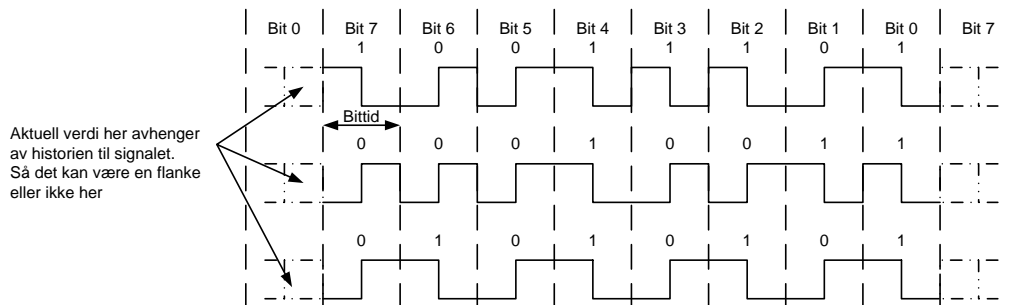 Bit 0 Bit 7 Bit 6 Bit 5 Bit 4 Bit 3 Bit 2 Bit 1 Bit 0 Bit 7
1 0 0 1 1 1 0 1
Bittid
Aktuell verdi her avhenger
av historien til signalet.
Så det kan være en flanke
eller ikke her
0 0 0 1 0 0 1 1
0 1 0 1 0 1 0 1